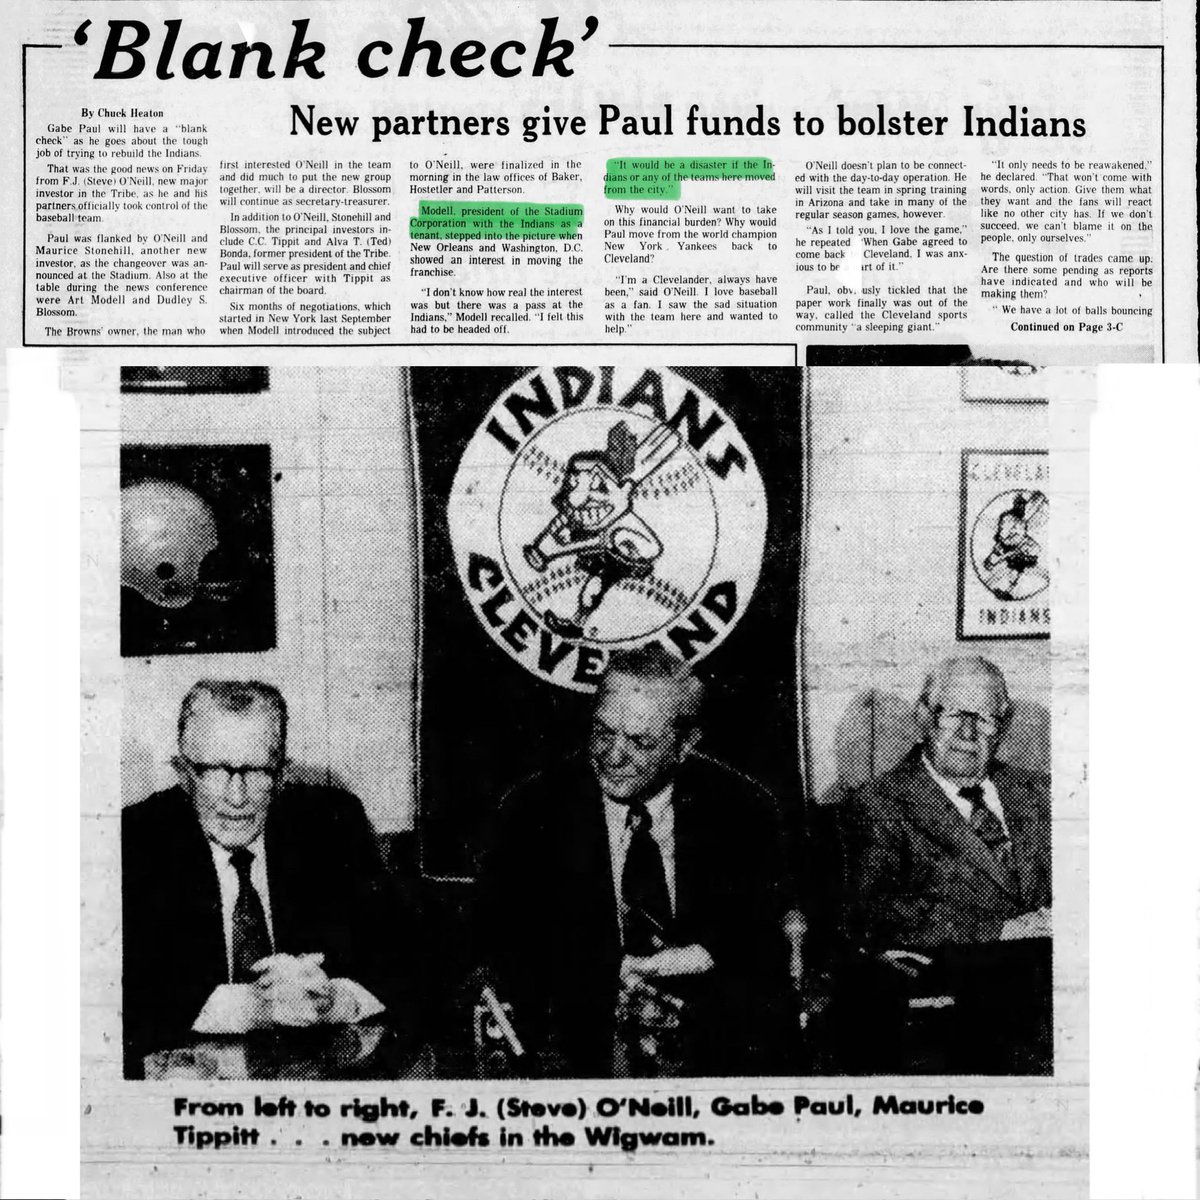 'Blank check'
New partners give Paul funds to bolster Indians
By Chuck Heaton
Gabe Paul will have a "blank
check" as he goes about the tough
job of trying to rebuild the Indians.
That was the good news on Friday
from F.J. (Steve) O'Neill, new major
investor in the Tribe, as he and his
partners officially took control of the
baseball team.
Paul was flanked by O'Neill and
Maurice Stonehill, another new
investor, as the changeover was an-
nounced at the Stadium. Also at the
table during the news conference
were Art Modell and Dudley S.
Blossom.
The Browns' owner, the man who
first interested O'Neill in the team
and did much to put the new group
together, will be a director. Blossom
will continue as secretary-treasurer.
In addition to O'Neill, Stonehill and
Blossom, the principal investors in-
clude C.C. Tippit and Alva T. (Ted)
Bonda, former president of the Tribe.
Paul will serve as president and chief
executive officer with Tippit as
chairman of the board.
Six months of negotiations, which
started in New York last September
when Modell introduced the subject
to O'Neill, were finalized in the
morning in the law offices of Baker,
Hostetler and Patterson.
Modell, president of the Stadium
Corporation with the Indians as a
tenant, stepped into the picture when
New Orleans and Washington, D.C.
showed an interest in moving the
franchise.
"I don't know how real the interest
was but there was a pass at the
Indians," Modell recalled. "I felt this
had to be headed off.
"It would be a disaster if the In-
dians or any of the teams here moved
from the city."
Why would O'Neill want to take
on this financial burden? Why would
Paul move from the world champion
New York Yankees back to
Cleveland?
"I'm a Clevelander, always have
been," said O'Neill. I love baseball
as a fan. I saw the sad situation
with the team here and wanted to
help."
O'Neill doesn't plan to be connect-
ed with the day-to-day operation. He
will visit the team in spring training
in Arizona and take in many of the
regular season games, however.
"As I told you, I love the game,"
he repeated "When Gabe agreed to
come back Cleveland, I was anx-
ious to be art of it."
Paul, obv. usly tickled that the
paper work finally was out of the
way, called the Cleveland sports
community "a sleeping giant."
"It only needs to be reawakened,"
he declared. "That won't come with
words, only action. Give them what
they want and the fans will react
like no other city has. If we don't
succeed, we can't blame it on the
people, only ourselves."
The question of trades came up.
Are there some pending as reports
have indicated and who will be
making them?
"We have a lot of balls bouncing
Continued on Page 3-C
INDIANS
CLEVELAND
CLEVELA
INDIANS
From left to right, F. J. (Steve) O'Neill, Gabe Paul, Maurice
Tippitt . . . new chiefs in the Wigwam.